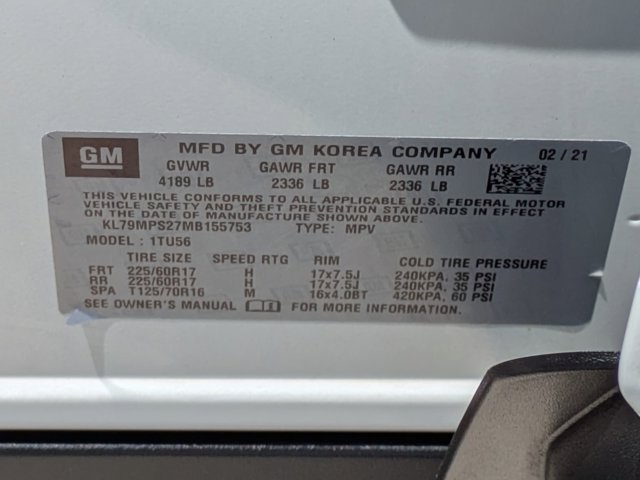 GM MFD BY GM KOREA COMPANY 02 / 21
GVWR GAWR FRT GAWR RR
4189 LB 2336 LB 2336 LB
THIS VEHICLE CONFORMS TO ALL APPLICABLE U.S. FEDERAL MOTOR
VEHICLE SAFETY AND THEFT PREVENTION STANDARDS IN EFFECT
ON THE DATE OF MANUFACTURE SHOWN ABOVE.
KL79MPS27MB155753 TYPE: MPV
MODEL : 1TU56
TIRE SIZE SPEED RTG RIM COLD TIRE PRESSURE
FRT 225/60R17 H 17x7.5J 240KPA, 35 PSI
RR 225/60R17 H 17x7.5J 240KPA, 35 PSI
SPA T125/70R16 M 16x4.0BT 420KPA, 60 PSI
SEE OWNER'S MANUAL FOR MORE INFORMATION.